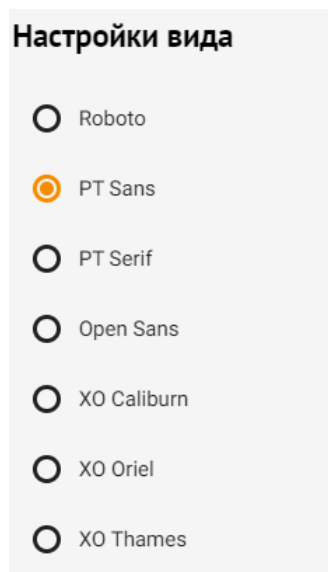 Настройки вида
Roboto
PT Sans
PT Serif
Open Sans
XO Caliburn
XO Oriel
XO Thames